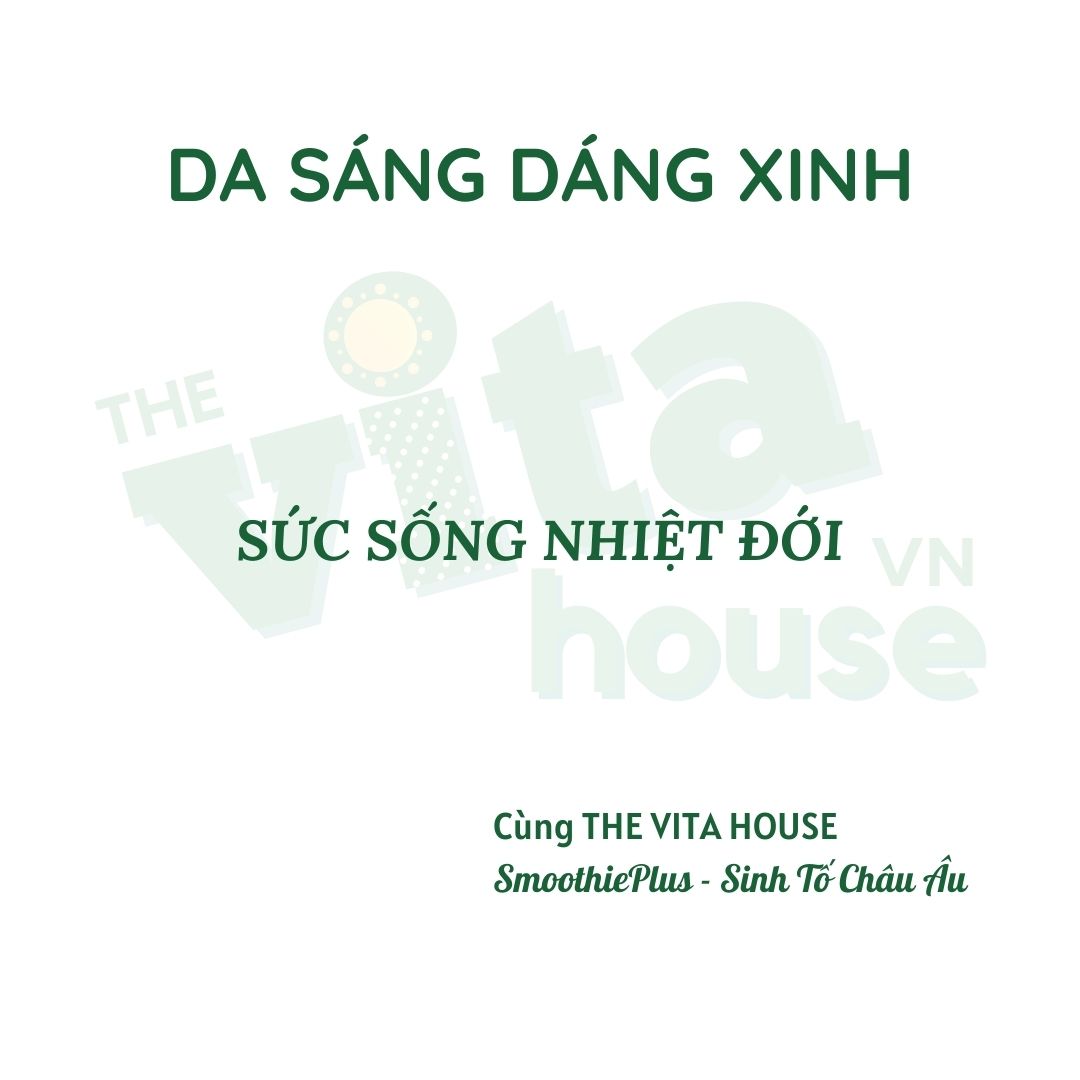 DA SÁNG DÁNG XINH
THE
vita
SỨC SỐNG NHIỆT ĐỚI
VN
house
Cùng THE VITA HOUSE
SmoothiePlus - Sinh Tố Châu Âu